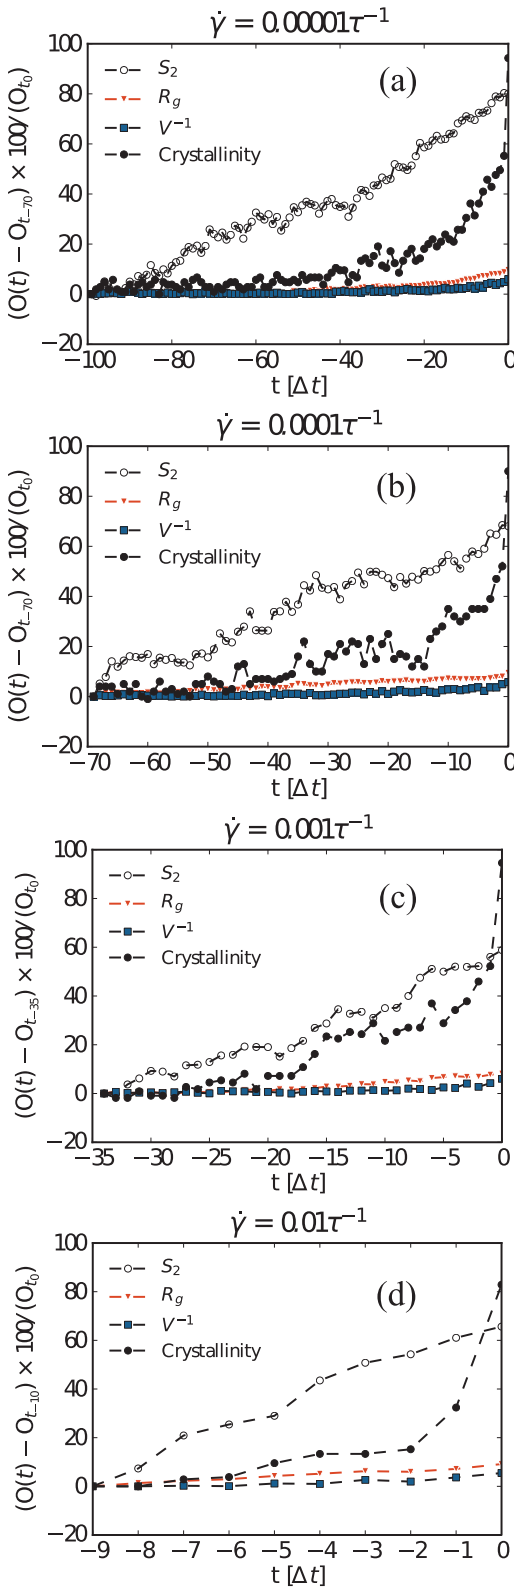 γ̇ = 0.00001τ⁻¹
(O(t) − O_{t−70}) × 100/(O_{t0})
100
80
60
40
20
0
−20
S₂
R_g
V⁻¹
Crystallinity
(a)
−100 −80 −60 −40 −20 0
t [Δt]
γ̇ = 0.0001τ⁻¹
(O(t) − O_{t−70}) × 100/(O_{t0})
100
80
60
40
20
0
−20
S₂
R_g
V⁻¹
Crystallinity
(b)
−70 −60 −50 −40 −30 −20 −10 0
t [Δt]
γ̇ = 0.001τ⁻¹
(O(t) − O_{t−35}) × 100/(O_{t0})
100
80
60
40
20
0
−20
S₂
R_g
V⁻¹
Crystallinity
(c)
−35 −30 −25 −20 −15 −10 −5 0
t [Δt]
γ̇ = 0.01τ⁻¹
(O(t) − O_{t−10}) × 100/(O_{t0})
100
80
60
40
20
0
−20
S₂
R_g
V⁻¹
Crystallinity
(d)
−9 −8 −7 −6 −5 −4 −3 −2 −1 0
t [Δt]